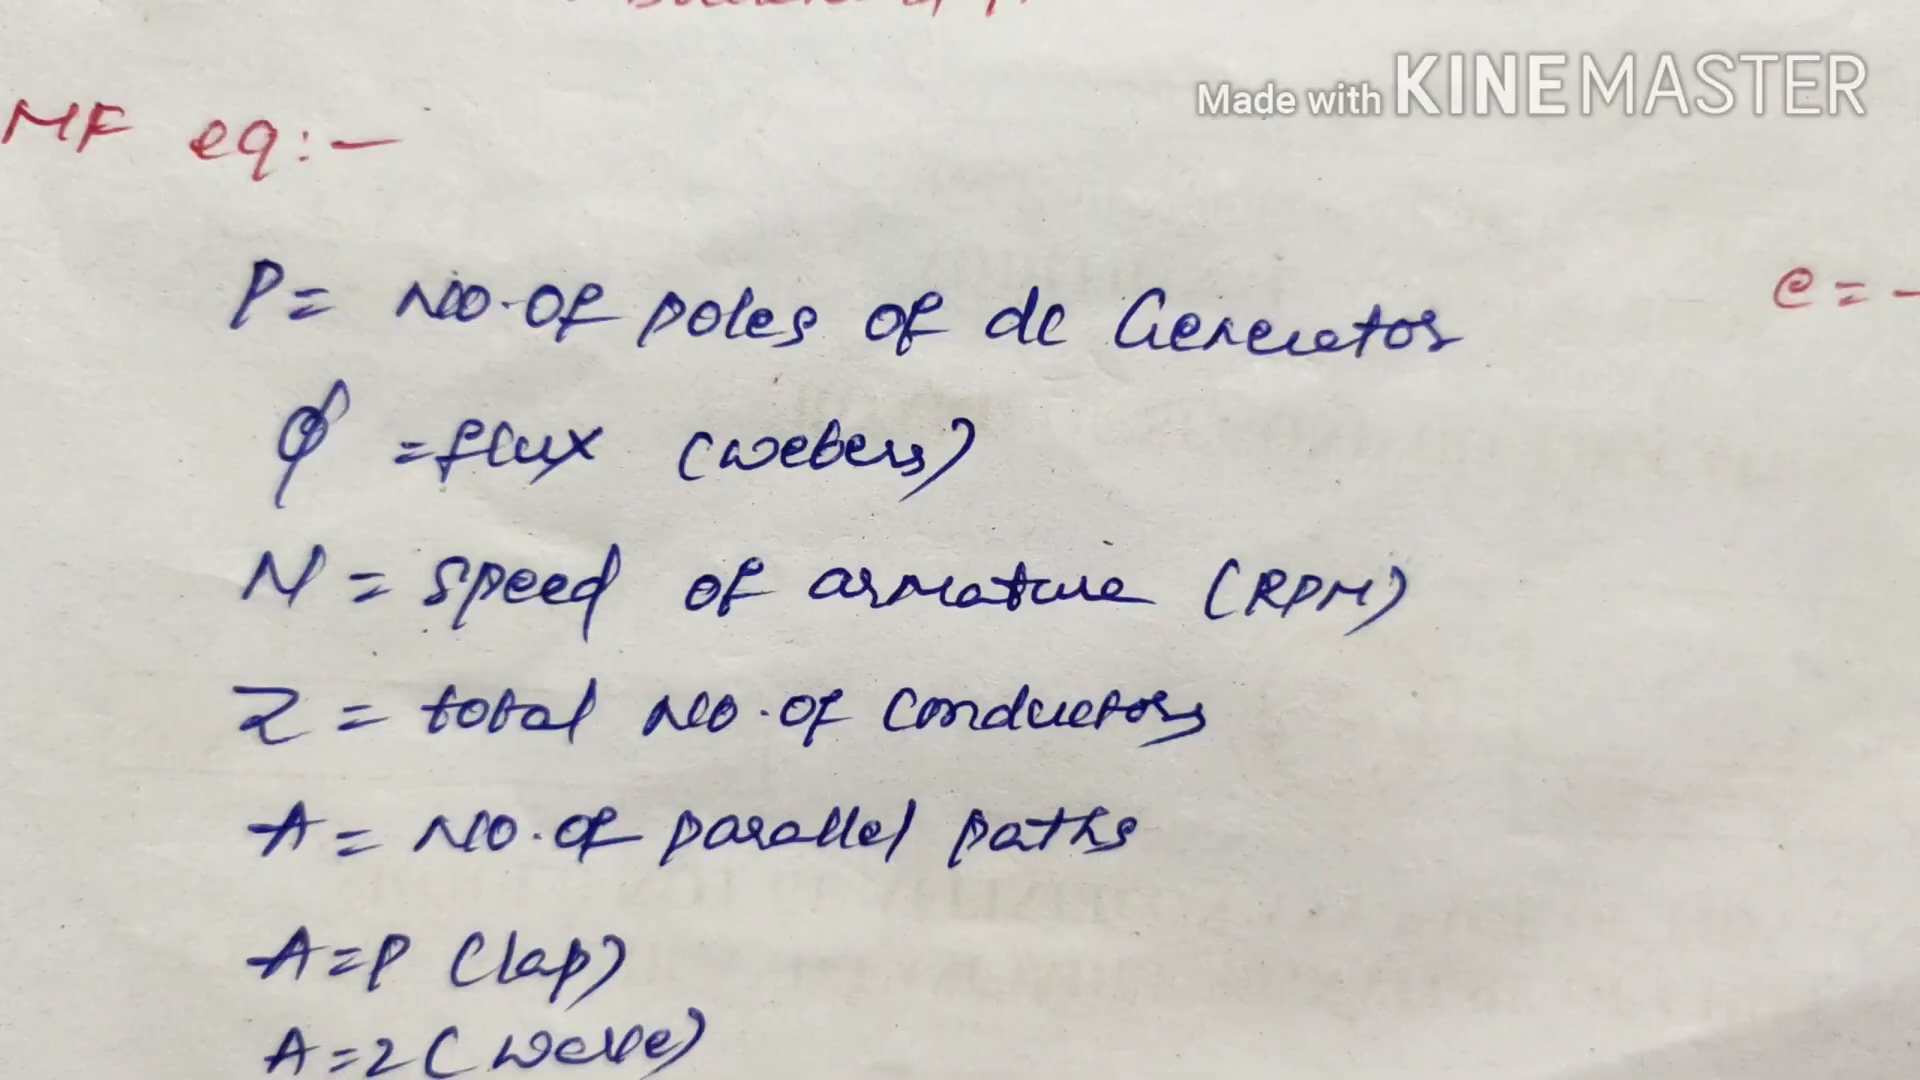 Made with KINEMASTER
MF eq:-
P = No. of poles of dc Generator
e = -
φ = flux (webers)
N = speed of armature (RPM)
Z = total No. of Conductors
A = No. of parallel paths
A = P (lap)
A = 2 (wave)